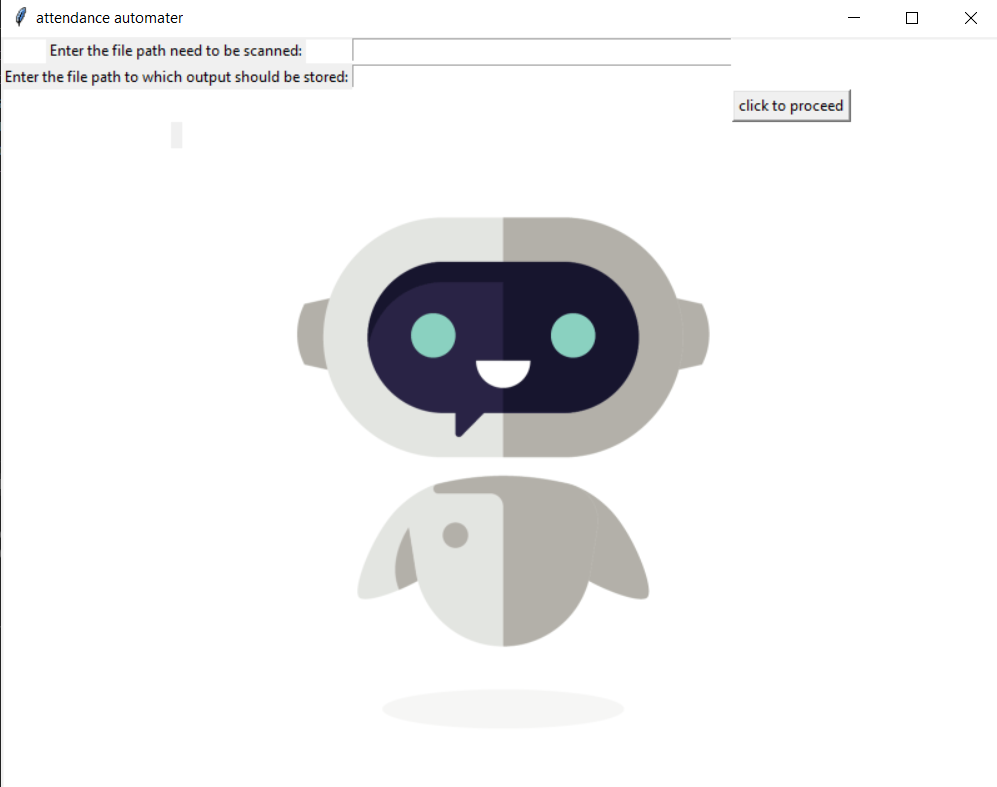 attendance automater
Enter the file path need to be scanned:
Enter the file path to which output should be stored:
click to proceed